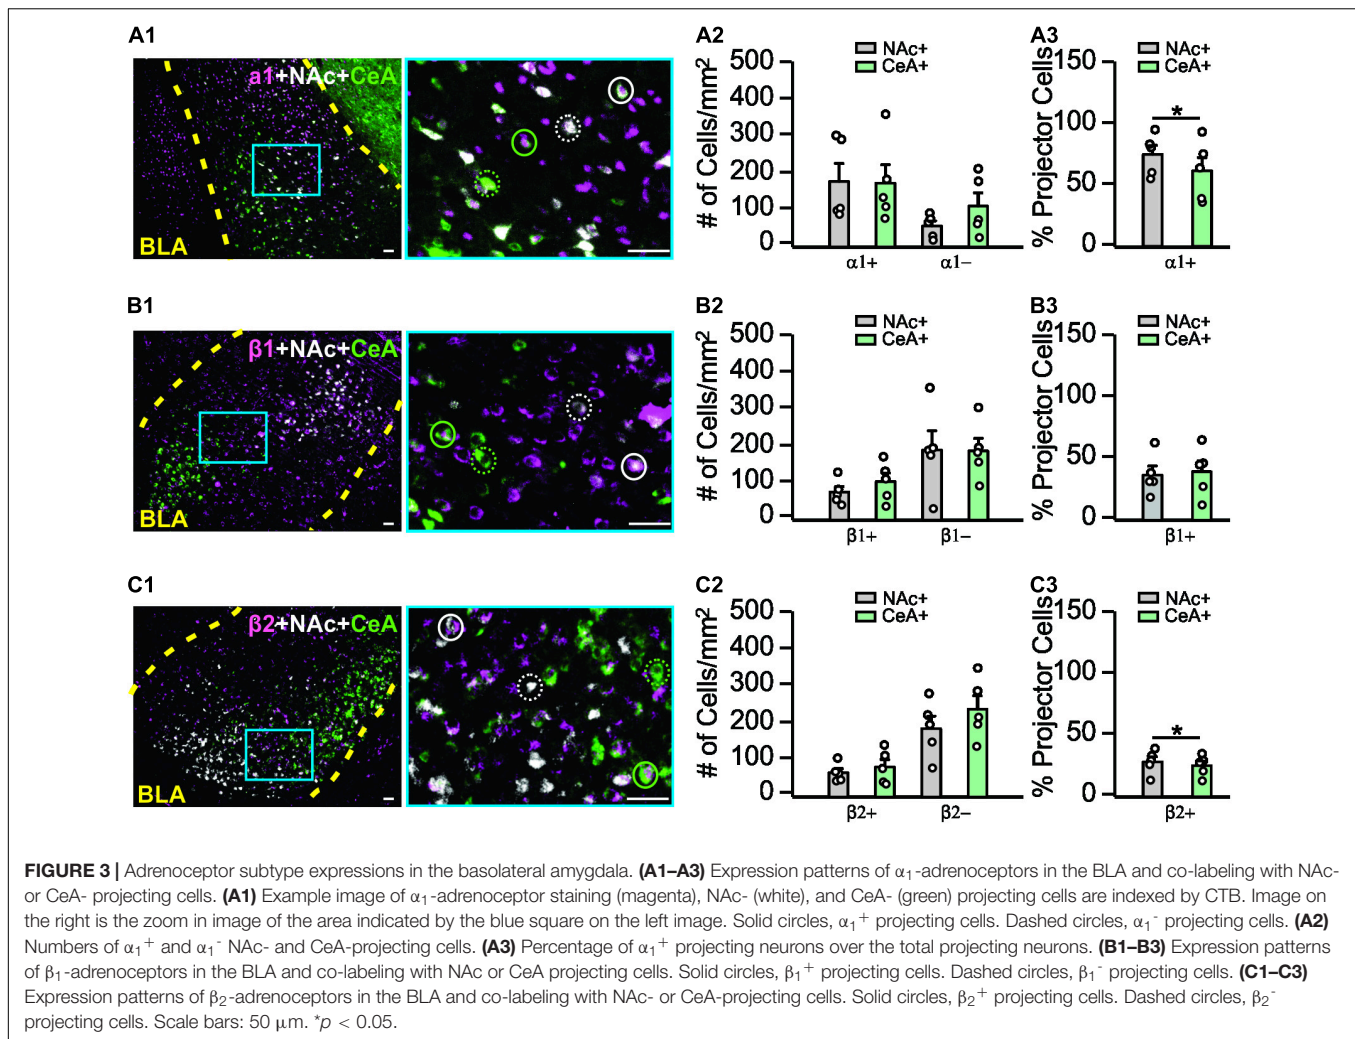 A1
a1+NAc+CeA
BLA
A2
NAc+
CeA+
# of Cells/mm²
500
400
300
200
100
0
α1+ α1−
A3
NAc+
CeA+
% Projector Cells
150
100
50
0
*
α1+
B1
β1+NAc+CeA
BLA
B2
NAc+
CeA+
# of Cells/mm²
500
400
300
200
100
0
β1+ β1−
B3
NAc+
CeA+
% Projector Cells
150
100
50
0
β1+
C1
β2+NAc+CeA
BLA
C2
NAc+
CeA+
# of Cells/mm²
500
400
300
200
100
0
β2+ β2−
C3
NAc+
CeA+
% Projector Cells
150
100
50
0
*
β2+
FIGURE 3 | Adrenoceptor subtype expressions in the basolateral amygdala. (A1–A3) Expression patterns of α₁-adrenoceptors in the BLA and co-labeling with NAc-
or CeA- projecting cells. (A1) Example image of α₁-adrenoceptor staining (magenta), NAc- (white), and CeA- (green) projecting cells are indexed by CTB. Image on
the right is the zoom in image of the area indicated by the blue square on the left image. Solid circles, α₁⁺ projecting cells. Dashed circles, α₁⁻ projecting cells. (A2)
Numbers of α₁⁺ and α₁⁻ NAc- and CeA-projecting cells. (A3) Percentage of α₁⁺ projecting neurons over the total projecting neurons. (B1–B3) Expression patterns
of β₁-adrenoceptors in the BLA and co-labeling with NAc or CeA projecting cells. Solid circles, β₁⁺ projecting cells. Dashed circles, β₁⁻ projecting cells. (C1–C3)
Expression patterns of β₂-adrenoceptors in the BLA and co-labeling with NAc- or CeA-projecting cells. Solid circles, β₂⁺ projecting cells. Dashed circles, β₂⁻
projecting cells. Scale bars: 50 μm. *p < 0.05.